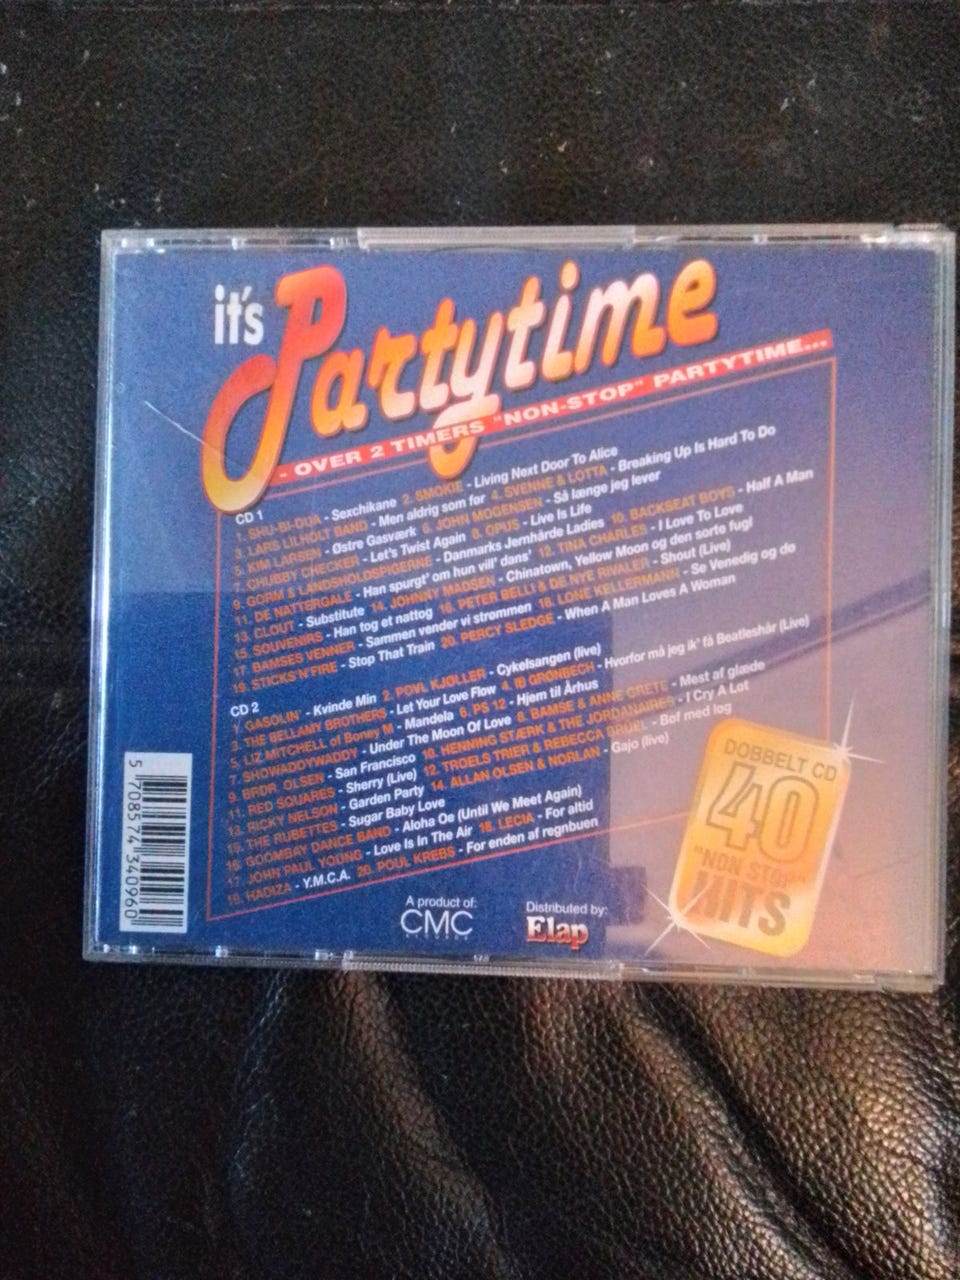 it's Partytime
- OVER 2 TIMERS "NON-STOP" PARTYTIME...
CD 1
1. SHU-BI-DUA - Sexchikane 2. SMOKIE - Living Next Door To Alice
3. LARS LILHOLT BAND - Men aldrig som før 4. SVENNE & LOTTA - Breaking Up Is Hard To Do
5. KIM LARSEN - Østre Gasværk 6. JOHN MOGENSEN - Så længe jeg lever
7. CHUBBY CHECKER - Let's Twist Again 8. OPUS - Live Is Life
9. GORM & LANDSHOLDSPIGERNE - Danmarks Jernhårde Ladies 10. BACKSEAT BOYS - Half A Man
11. DE NATTERGALE - Han spurgt' om hun vill' dans' 12. TINA CHARLES - I Love To Love
13. CLOUT - Substitute 14. JOHNNY MADSEN - Chinatown, Yellow Moon og den sorte fugl
15. SOUVENIRS - Han tog et nattog 16. PETER BELLI & DE NYE RIVALER - Shout (Live)
17. BAMSES VENNER - Sammen vender vi strømmen 18. LONE KELLERMANN - Se Venedig og dø
19. STICKS'N'FIRE - Stop That Train 20. PERCY SLEDGE - When A Man Loves A Woman
CD 2
1. GASOLIN' - Kvinde Min 2. POVL KJØLLER - Cykelsangen (live)
3. THE BELLAMY BROTHERS - Let Your Love Flow 4. IB GRØNBECH - Hvorfor må jeg ik' få Beatleshår (Live)
5. LIZ MITCHELL of Boney M - Mandela 6. PS 12 - Hjem til Århus
7. SHOWADDYWADDY - Under The Moon Of Love 8. BAMSE & ANNE GRETE - Mest af glæde
9. BRDR. OLSEN - San Francisco 10. HENNING STÆRK & THE JORDANAIRES - I Cry A Lot
11. RED SQUARES - Sherry (Live) 12. TROELS TRIER & REBECCA BRÜEL - Bof med løg
13. RICKY NELSON - Garden Party 14. ALLAN OLSEN & NORLAN - Gajo (live)
15. THE RUBETTES - Sugar Baby Love
16. GOOMBAY DANCE BAND - Aloha Oe (Until We Meet Again)
17. JOHN PAUL YOUNG - Love Is In The Air 18. LECIA - For altid
19. HADIZA - Y.M.C.A. 20. POUL KREBS - For enden af regnbuen
DOBBELT CD
40
"NON-STOP"
HITS
A product of:
CMC
RECORDS
Distributed by:
Elap
5 708574 340960